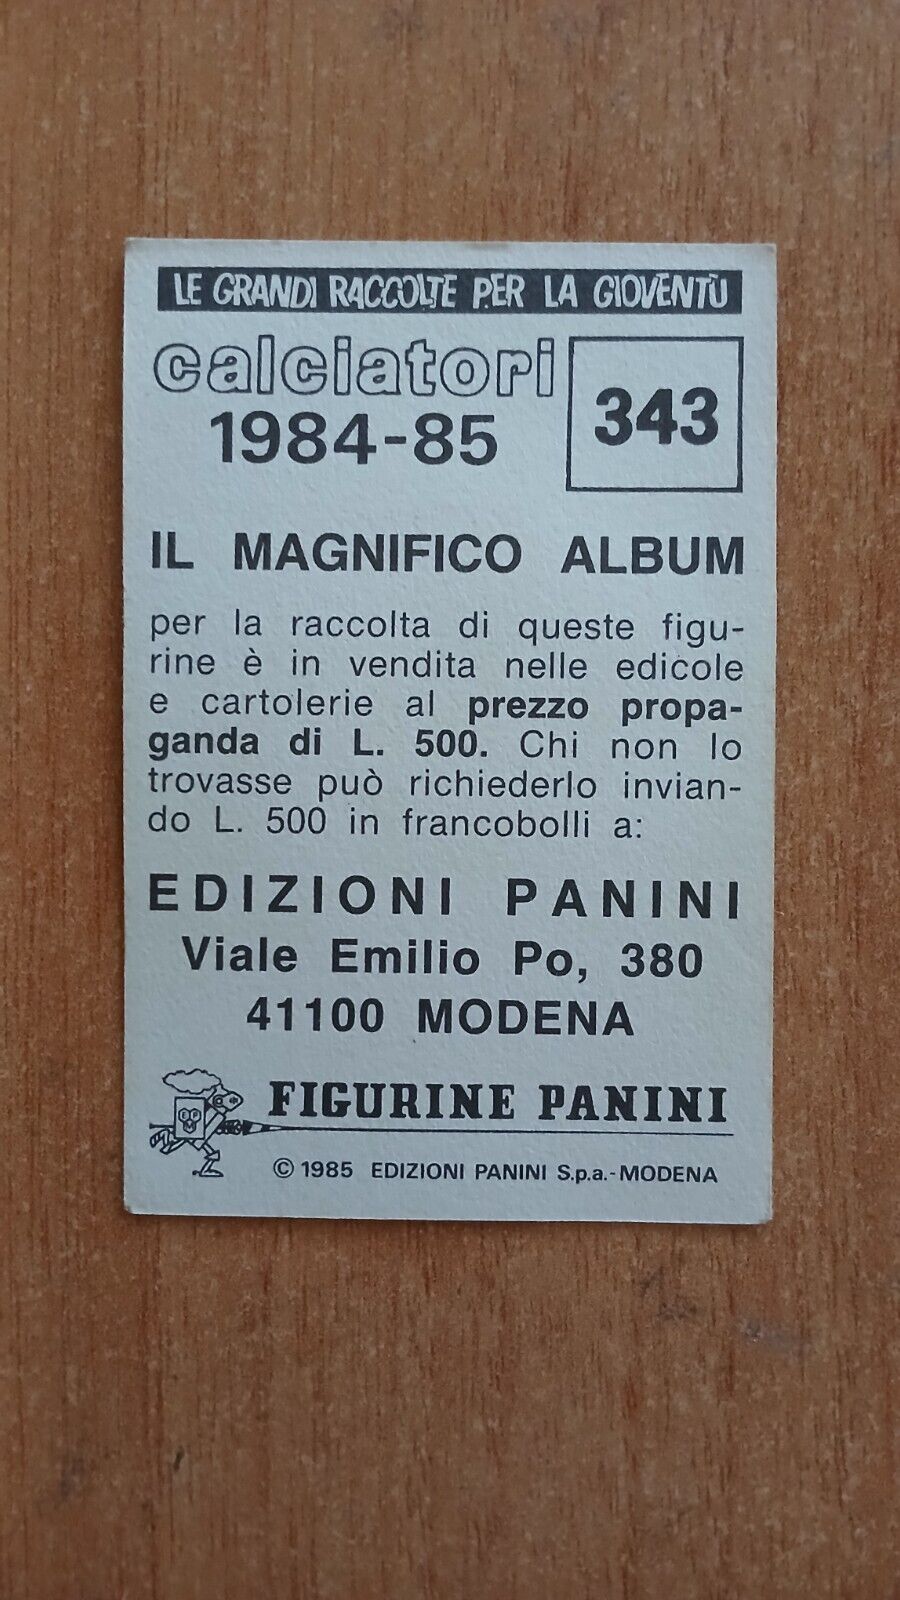 LE GRANDI RACCOLTE PER LA GIOVENTÙ
calciatori
1984-85
343
IL MAGNIFICO ALBUM
per la raccolta di queste figu-
rine è in vendita nelle edicole
e cartolerie al prezzo propa-
ganda di L. 500. Chi non lo
trovasse può richiederlo invian-
do L. 500 in francobolli a:
EDIZIONI PANINI
Viale Emilio Po, 380
41100 MODENA
EP
FIGURINE PANINI
© 1985 EDIZIONI PANINI S.p.a.-MODENA